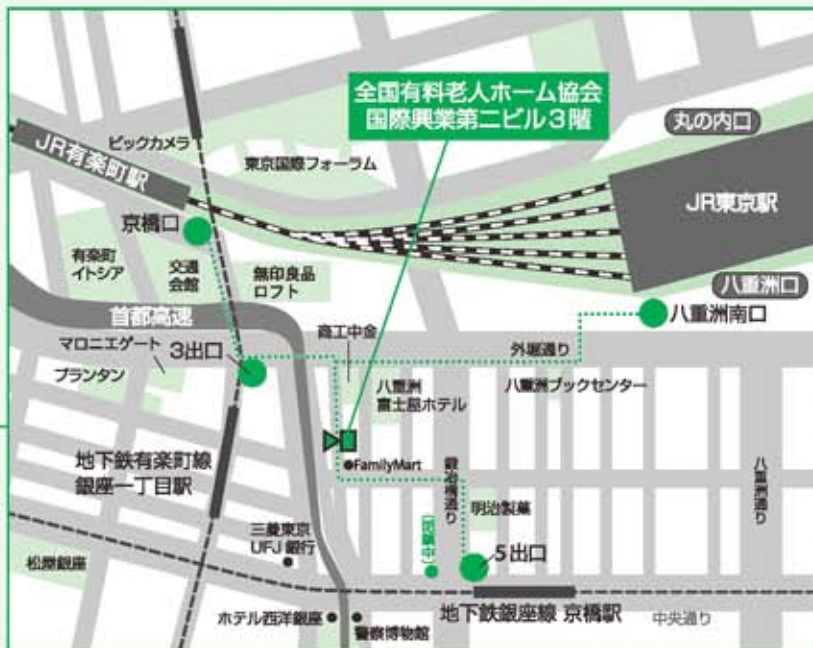 全国有料老人ホーム協会
国際興業第二ビル3階
丸の内口
JR東京駅
八重洲口
八重洲南口
ビックカメラ
JR有楽町駅
東京国際フォーラム
京橋口
有楽町
イトシア
交通
会館
無印良品
ロフト
首都高速
マロニエゲート
3出口
プランタン
商工中金
外堀通り
八重洲
富士屋ホテル
八重洲ブックセンター
FamilyMart
地下鉄有楽町線
銀座一丁目駅
鍛冶橋通り
八重洲通り
明治製菓
三菱東京
UFJ銀行
5出口
松屋銀座
地下鉄銀座線 京橋駅
中央通り
ホテル西洋銀座
警察博物館